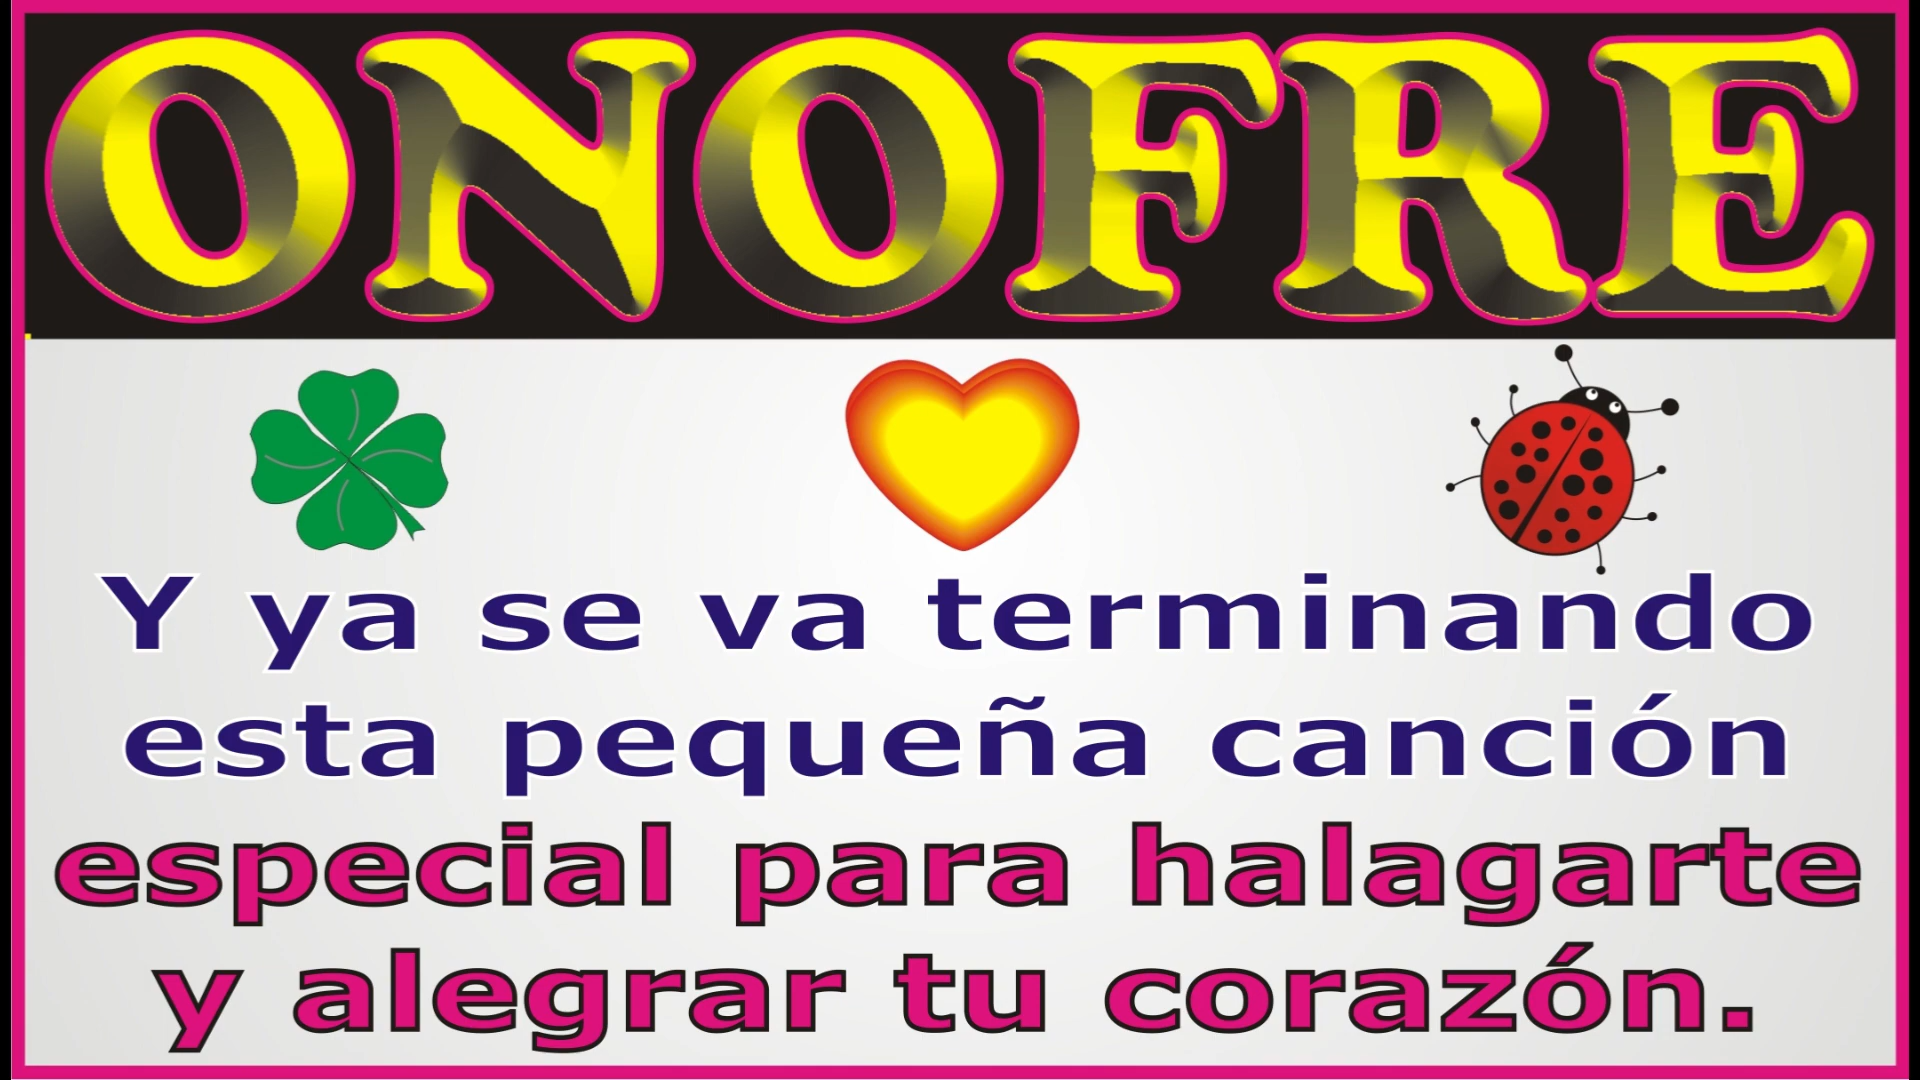 ONOFRE
Y ya se va terminando
esta pequeña canción
especial para halagarte
y alegrar tu corazón.